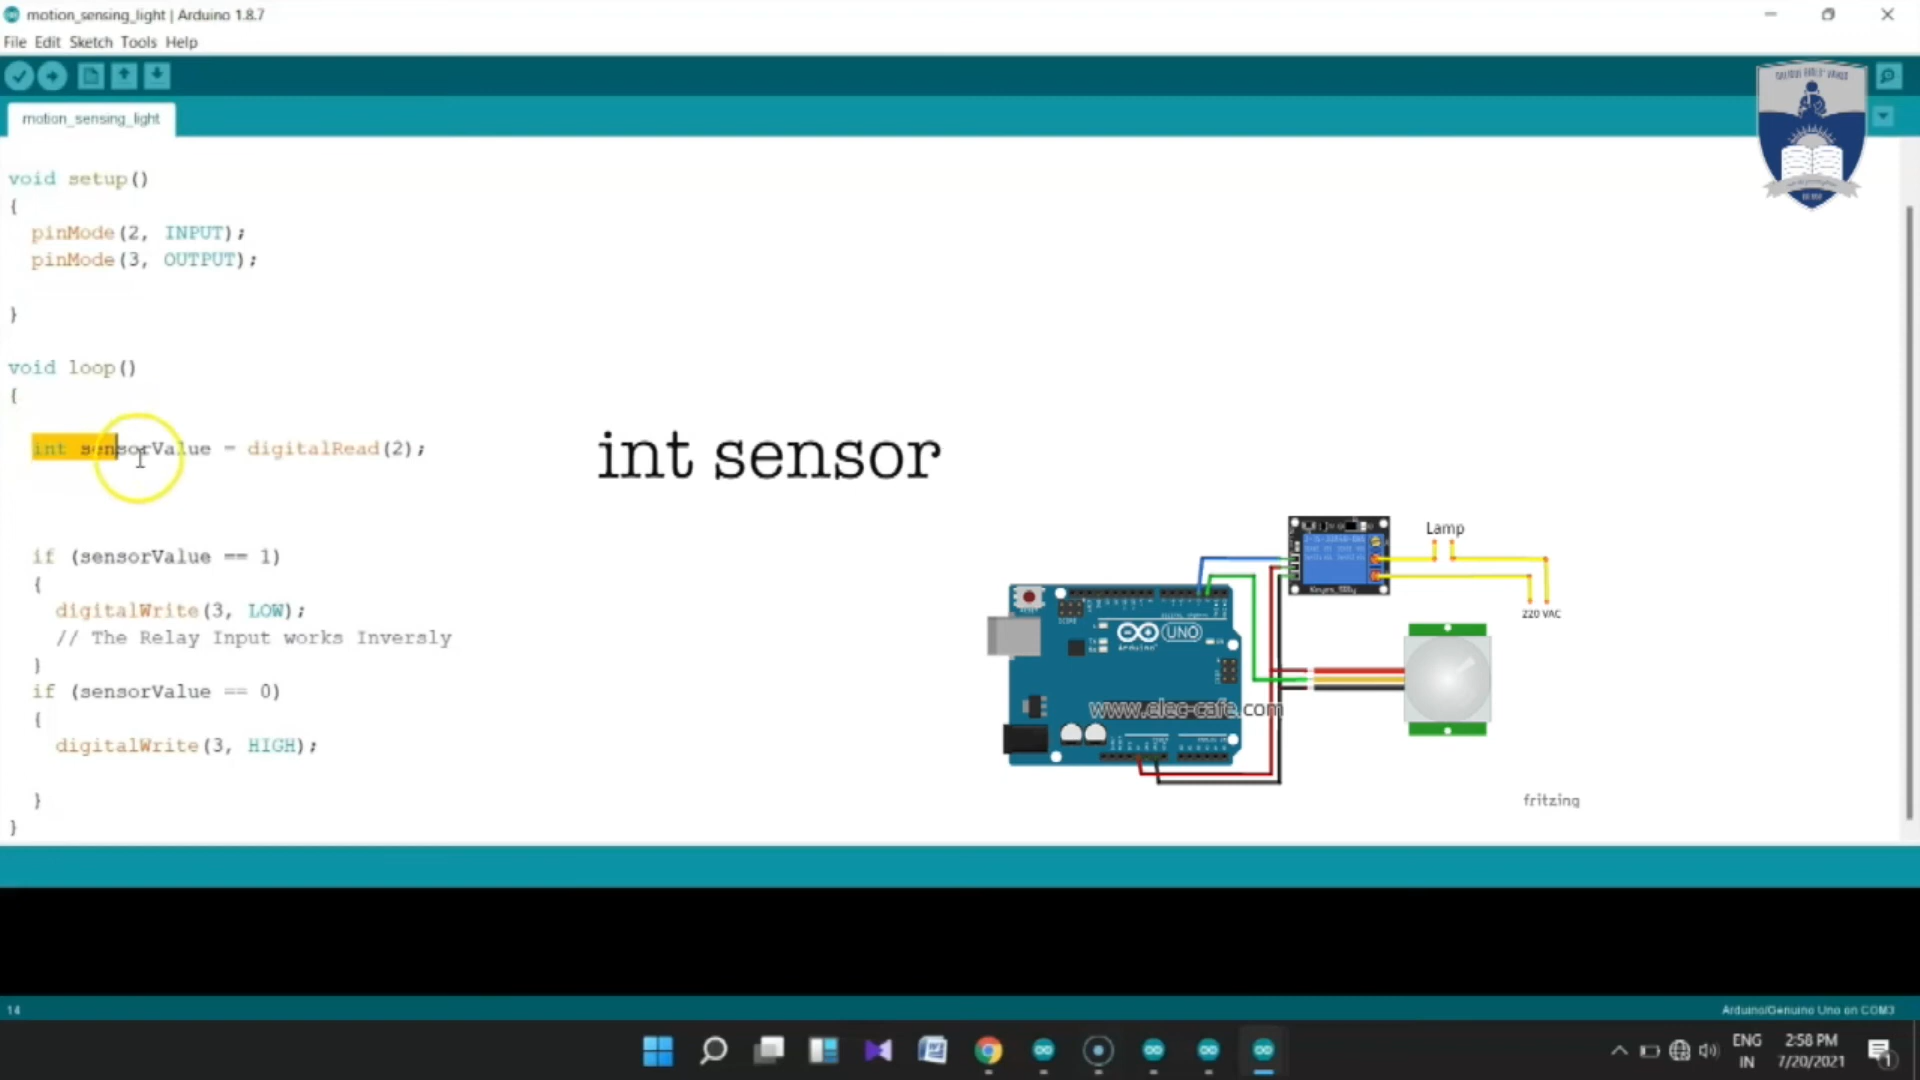 motion_sensing_light | Arduino 1.8.7
File Edit Sketch Tools Help
motion_sensing_light
void setup()
{
pinMode(2, INPUT);
pinMode(3, OUTPUT);
}
void loop()
{
int sensorValue = digitalRead(2);
if (sensorValue == 1)
{
digitalWrite(3, LOW);
// The Relay Input works Inversly
}
if (sensorValue == 0)
{
digitalWrite(3, HIGH);
}
}
int sensor
Lamp
220 VAC
UNO
Arduino
www.elec-cafe.com
fritzing
14
Arduino/Genuino Uno on COM3
ENG
IN
2:58 PM
7/20/2021
1